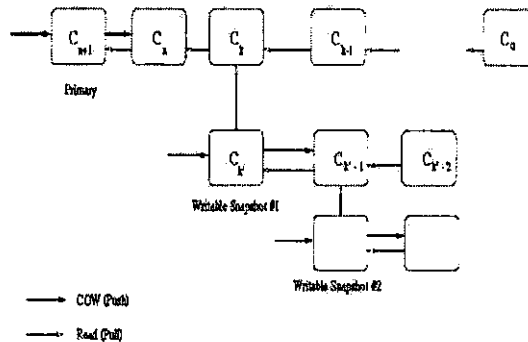 C_{n+1} C_n C_k C_{k-1} C_0
Primary
C_{k'} C_{k'-1} C_{k'-2}
Writable Snapshot #1
Writable Snapshot #2
COW (Push)
Read (Pull)